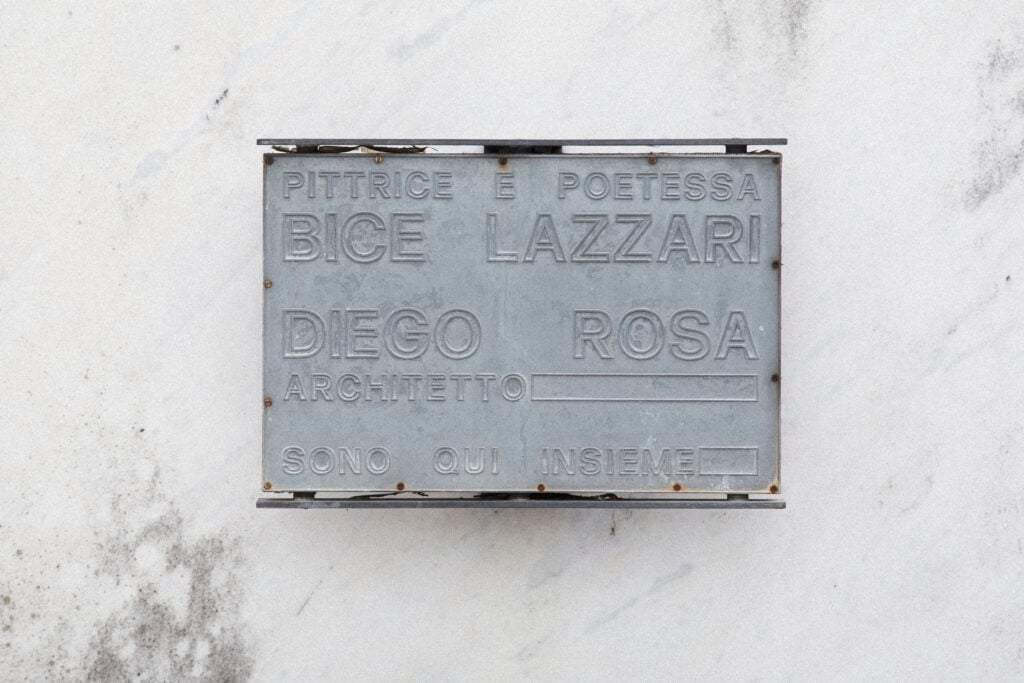 PITTRICE E POETESSA
BICE LAZZARI
DIEGO ROSA
ARCHITETTO
SONO QUI INSIEME